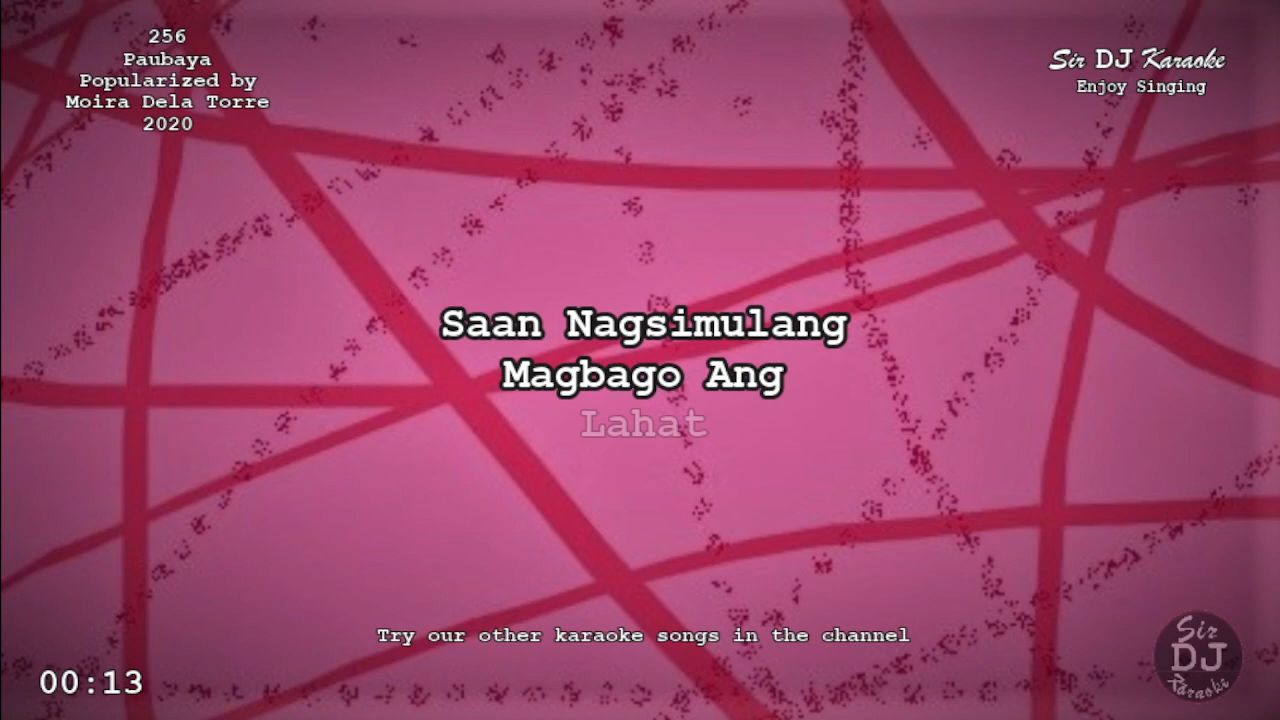 256
Paubaya
Popularized by
Moira Dela Torre
2020
Sir DJ Karaoke
Enjoy Singing
Saan Nagsimulang
Magbago Ang
Lahat
Try our other karaoke songs in the channel
00:13
Sir
DJ
Karaoke